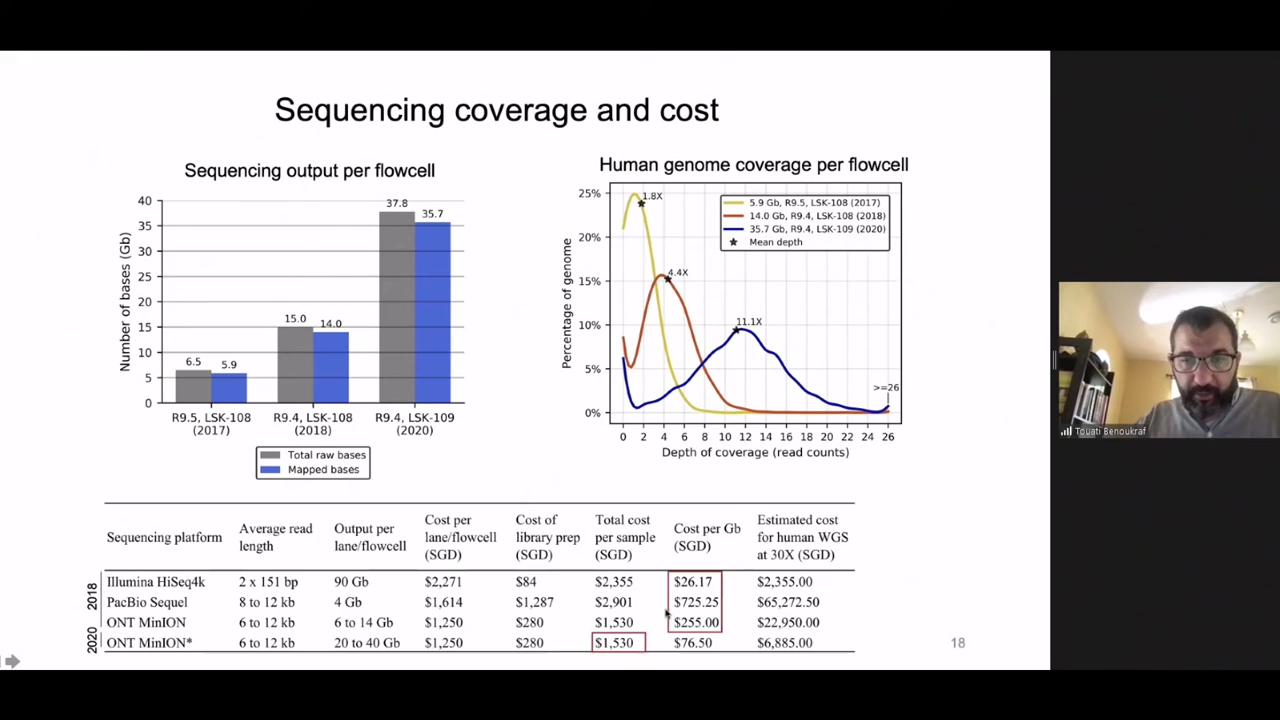 Sequencing coverage and cost
Sequencing output per flowcell
40
35
30
25
20
15
10
5
0
Number of bases (Gb)
6.5
5.9
15.0
14.0
37.8
35.7
R9.5, LSK-108
(2017)
R9.4, LSK-108
(2018)
R9.4, LSK-109
(2020)
Total raw bases
Mapped bases
Human genome coverage per flowcell
25%
20%
15%
10%
5%
0%
Percentage of genome
1.8X
4.4X
11.1X
>=26
5.9 Gb, R9.5, LSK-108 (2017)
14.0 Gb, R9.4, LSK-108 (2018)
35.7 Gb, R9.4, LSK-109 (2020)
Mean depth
0 2 4 6 8 10 12 14 16 18 20 22 24 26
Depth of coverage (read counts)
Touati Benoukraf
Sequencing platform
Average read
length
Output per
lane/flowcell
Cost per
lane/flowcell
(SGD)
Cost of
library prep
(SGD)
Total cost
per sample
(SGD)
Cost per Gb
(SGD)
Estimated cost
for human WGS
at 30X (SGD)
2018
Illumina HiSeq4k 2 x 151 bp 90 Gb $2,271 $84 $2,355 $26.17 $2,355.00
PacBio Sequel 8 to 12 kb 4 Gb $1,614 $1,287 $2,901 $725.25 $65,272.50
ONT MinION 6 to 12 kb 6 to 14 Gb $1,250 $280 $1,530 $255.00 $22,950.00
2020
ONT MinION* 6 to 12 kb 20 to 40 Gb $1,250 $280 $1,530 $76.50 $6,885.00
18